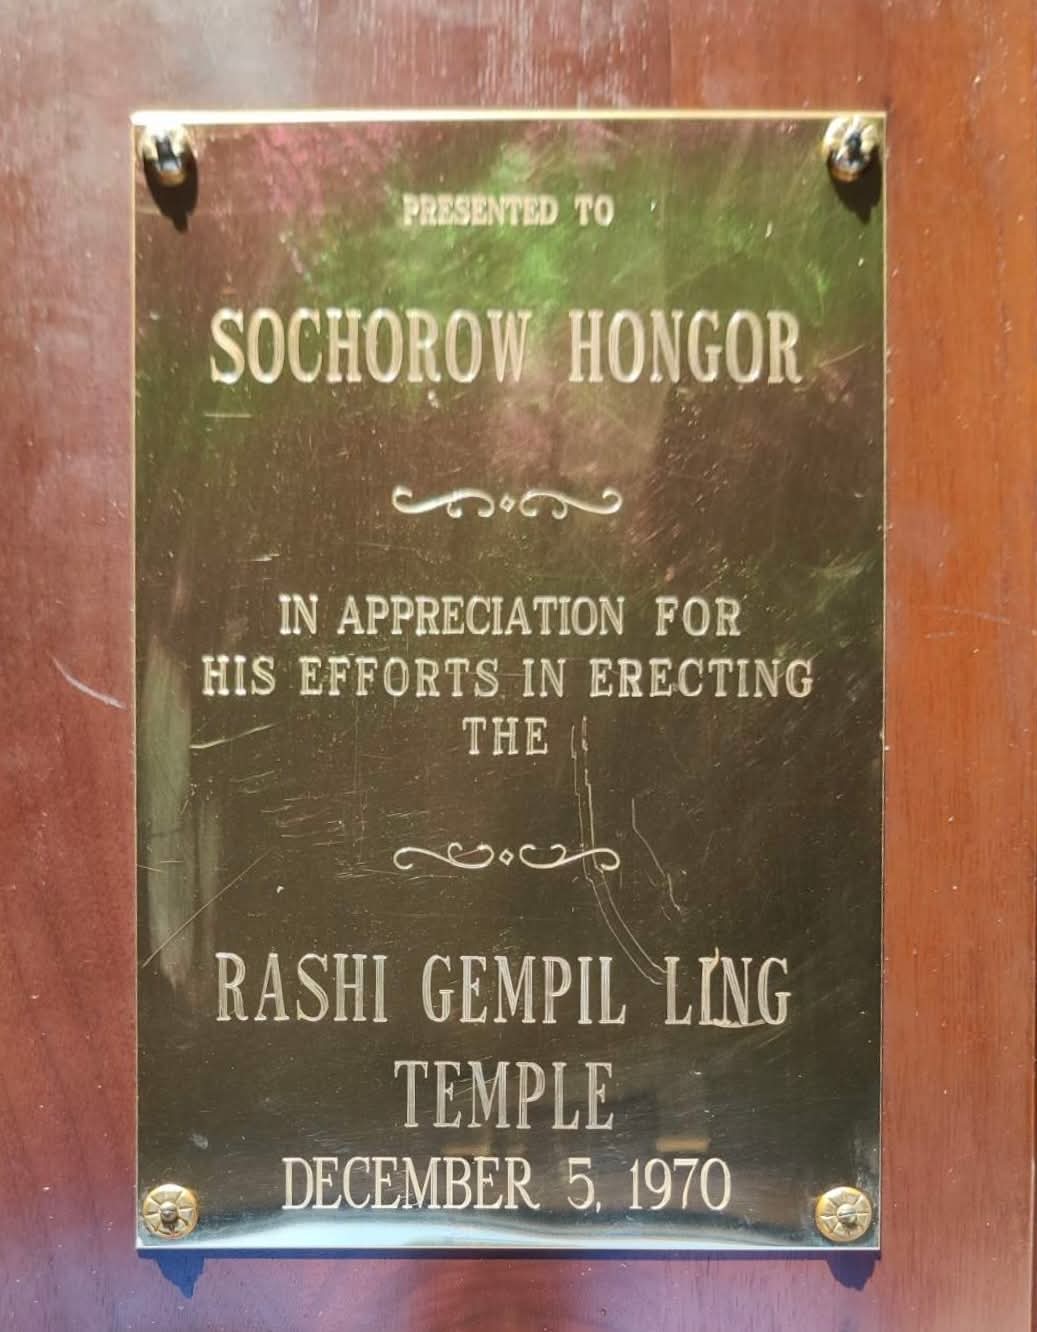 PRESENTED TO
SOCHOROW HONGOR
IN APPRECIATION FOR
HIS EFFORTS IN ERECTING
THE
RASHI GEMPIL LING
TEMPLE
DECEMBER 5, 1970